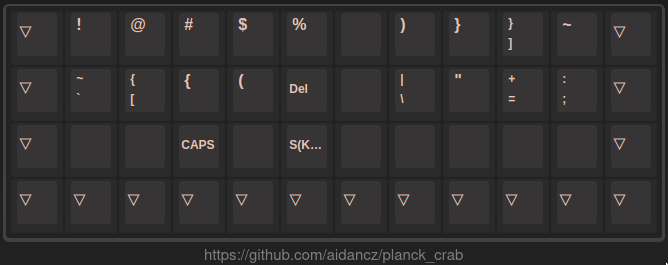 ▽ ! @ # $ % ) } } ~ ▽
]
▽ ~ { { ( Del | " + : ▽
` [ \ = ;
▽ CAPS S(K... ▽
▽ ▽ ▽ ▽ ▽ ▽ ▽ ▽ ▽ ▽ ▽ ▽
https://github.com/aidancz/planck_crab